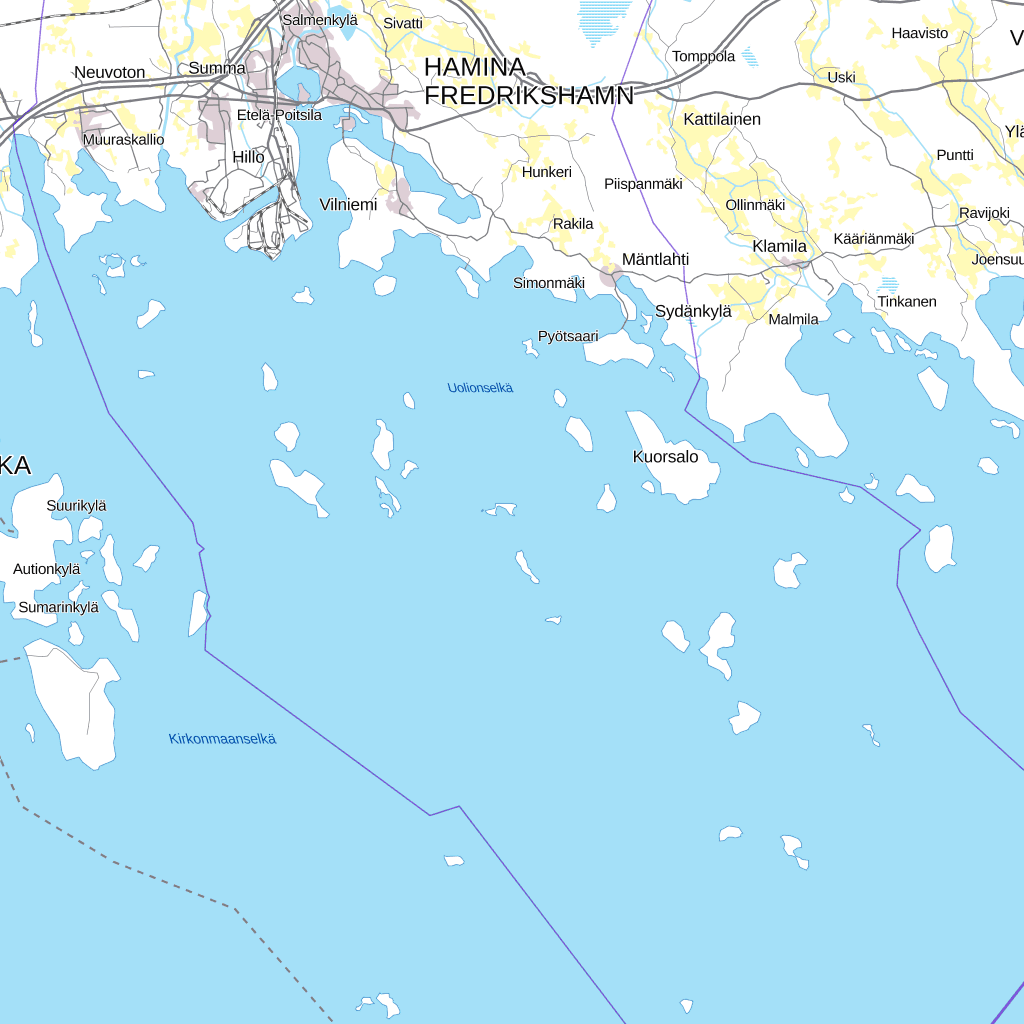 Salmenkylä
Sivatti
Haavisto
V
Tomppola
Neuvoton
Summa
HAMINA
FREDRIKSHAMN
Uski
Etelä-Poitsila
Kattilainen
Muuraskallio
Ylä
Hillo
Puntti
Hunkeri
Piispanmäki
Vilniemi
Ollinmäki
Ravijoki
Rakila
Klamila
Kääriänmäki
Mäntlahti
Joensuu
Simonmäki
Sydänkylä
Malmila
Tinkanen
Pyötsaari
Uolionselkä
Kuorsalo
KA
Suurikylä
Autionkylä
Sumarinkylä
Kirkonmaanselkä